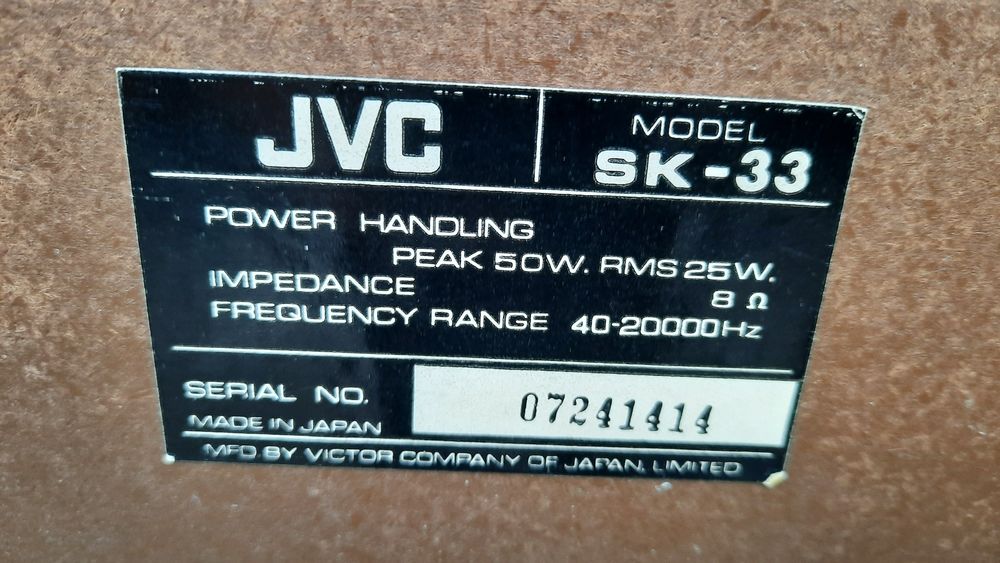 JVC
MODEL
SK-33
POWER HANDLING
PEAK 50W. RMS 25W.
IMPEDANCE 8 Ω
FREQUENCY RANGE 40-20000Hz
SERIAL NO. 07241414
MADE IN JAPAN
MFD BY VICTOR COMPANY OF JAPAN, LIMITED